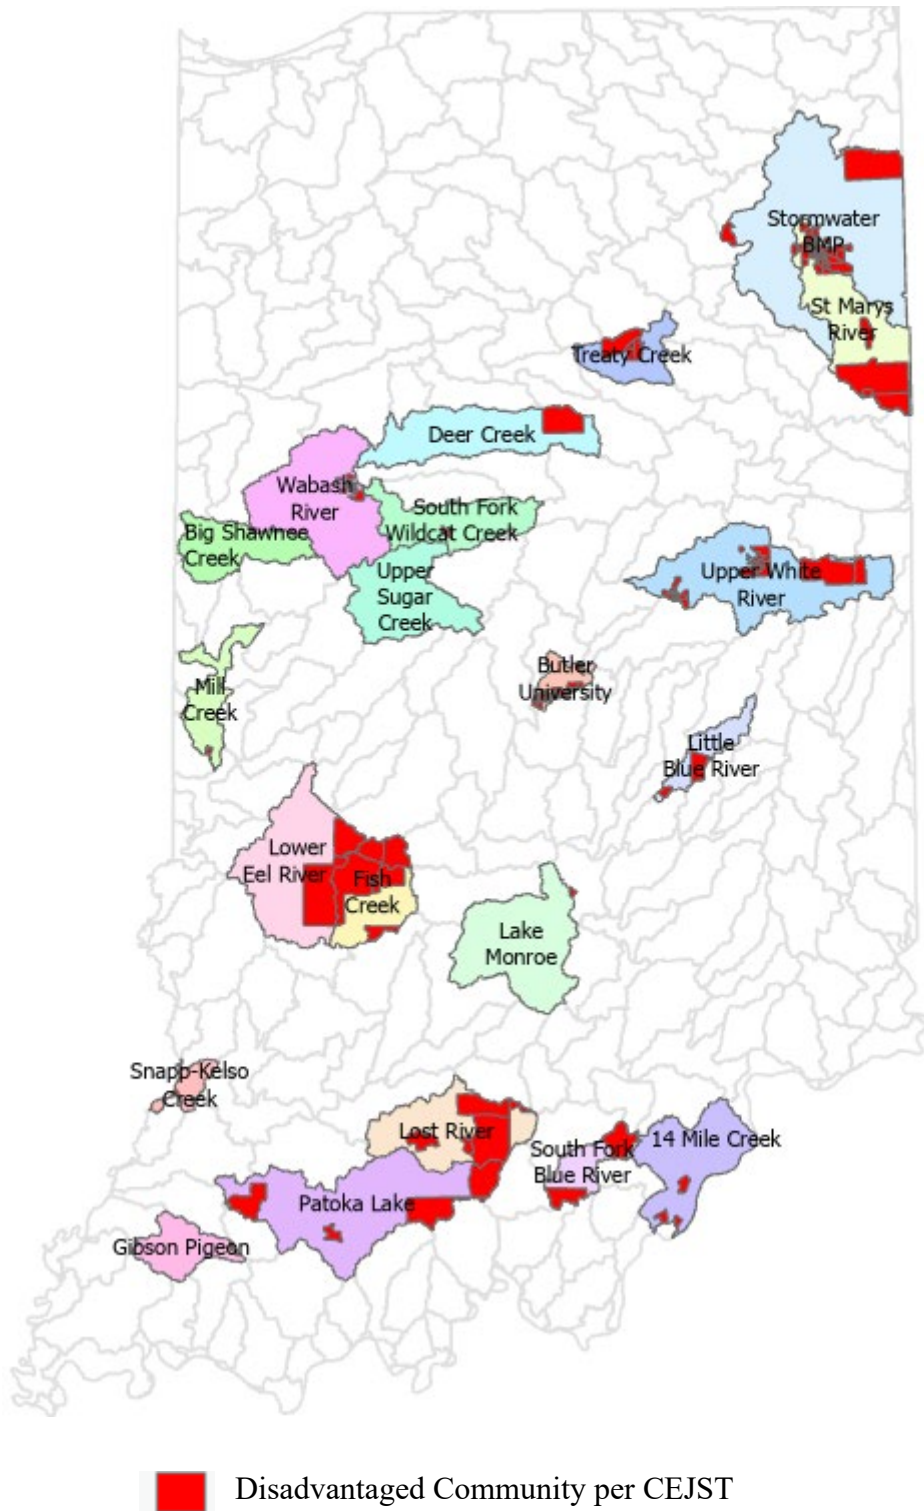 Stormwater
BMP
St Marys
River
Treaty Creek
Deer Creek
Wabash
River
South Fork
Wildcat Creek
Big Shawnee
Creek
Upper
Sugar
Creek
Upper White
River
Butler
University
Mill
Creek
Little
Blue River
Lower
Eel River
Fish
Creek
Lake
Monroe
Snapp-Kelso
Creek
Lost River
South Fork
Blue River
14 Mile Creek
Patoka Lake
Gibson Pigeon
Disadvantaged Community per CEJST